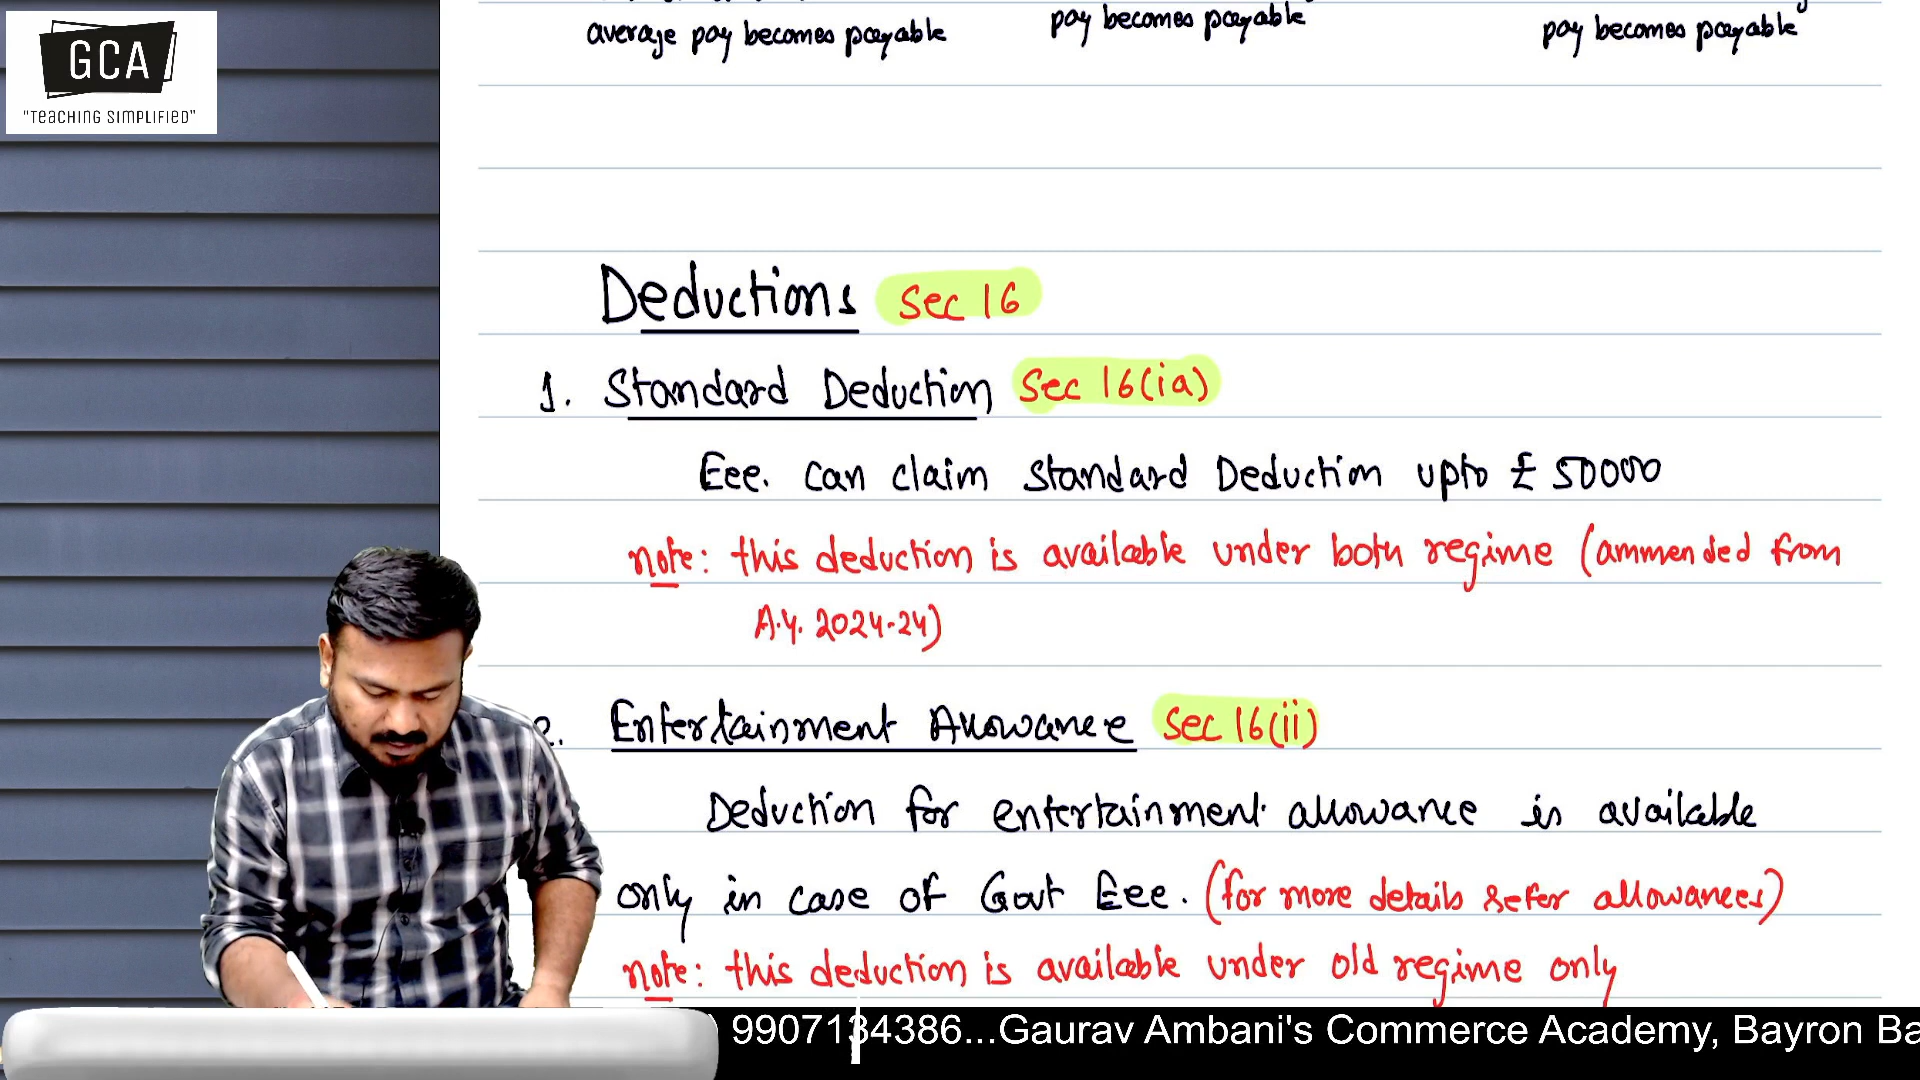 GCA
"TEACHING SIMPLIFIED"
average pay becomes payable
pay becomes payable
pay becomes payable
Deductions Sec 16
1. Standard Deduction Sec 16(ia)
Eee. can claim standard Deduction upto ₤ 50000
note: this deduction is available under both regime (ammended from
A.Y. 2024-24)
2. Entertainment Allowance Sec 16(ii)
Deduction for entertainment allowance is available
only in case of Govt Eee. (for more details refer allowances)
note: this deduction is available under old regime only
9907134386...Gaurav Ambani's Commerce Academy, Bayron Ba